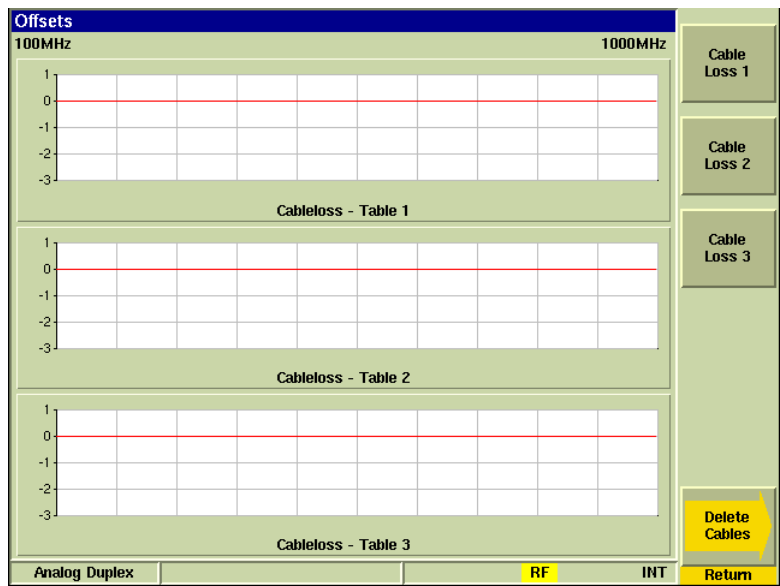 Offsets
100MHz 1000MHz
1
0
-1
-2
-3
Cableloss - Table 1
1
0
-1
-2
-3
Cableloss - Table 2
1
0
-1
-2
-3
Cableloss - Table 3
Analog Duplex RF INT
Cable
Loss 1
Cable
Loss 2
Cable
Loss 3
Delete
Cables
Return